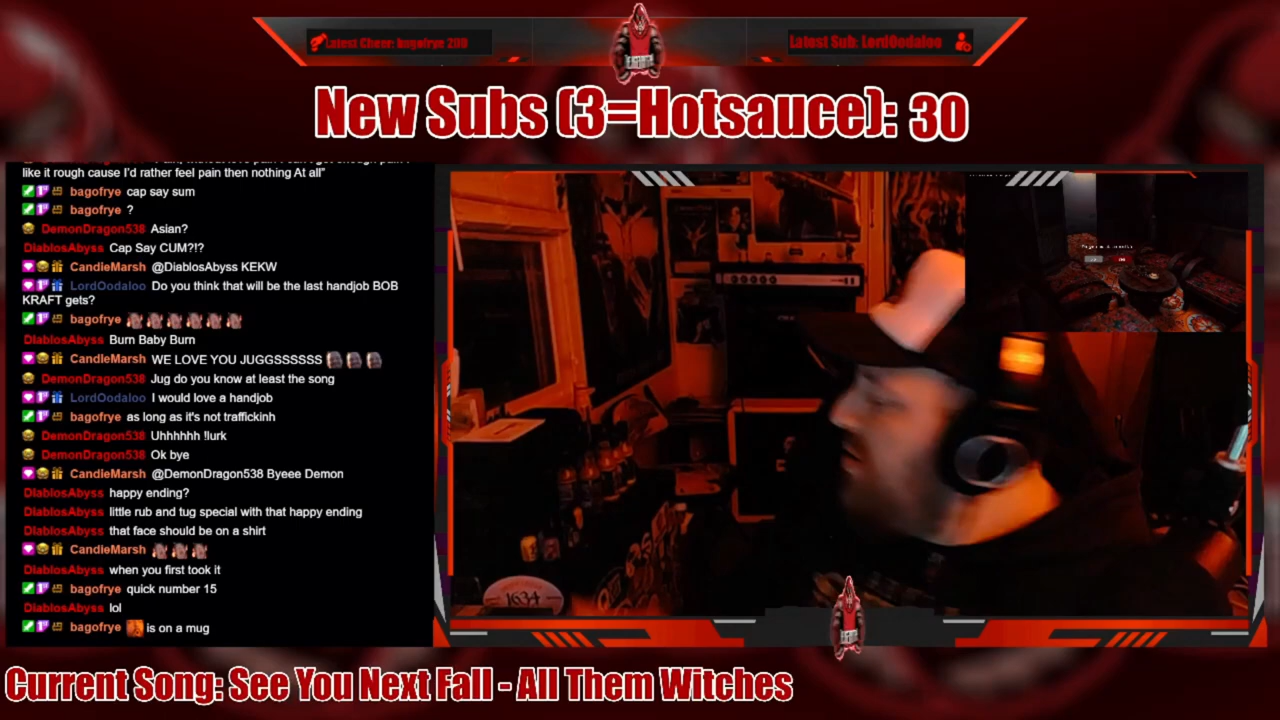 Latest Cheer: bagofrye 200
Latest Sub: LordOodaloo
New Subs (3=Hotsauce): 30
like it rough cause I'd rather feel pain then nothing At all"
bagofrye cap say sum
bagofrye ?
DemonDragon538 Asian?
DiablosAbyss Cap Say CUM?!?
CandieMarsh @DiablosAbyss KEKW
LordOodaloo Do you think that will be the last handjob BOB
KRAFT gets?
bagofrye
DiablosAbyss Burn Baby Burn
CandieMarsh WE LOVE YOU JUGGSSSSSS
DemonDragon538 Jug do you know at least the song
LordOodaloo I would love a handjob
bagofrye as long as it's not traffickinh
DemonDragon538 Uhhhhhh !lurk
DemonDragon538 Ok bye
CandieMarsh @DemonDragon538 Byeee Demon
DiablosAbyss happy ending?
DiablosAbyss little rub and tug special with that happy ending
DiablosAbyss that face should be on a shirt
CandieMarsh
DiablosAbyss when you first took it
bagofrye quick number 15
DiablosAbyss lol
bagofrye is on a mug
1634
Current Song: See You Next Fall - All Them Witches